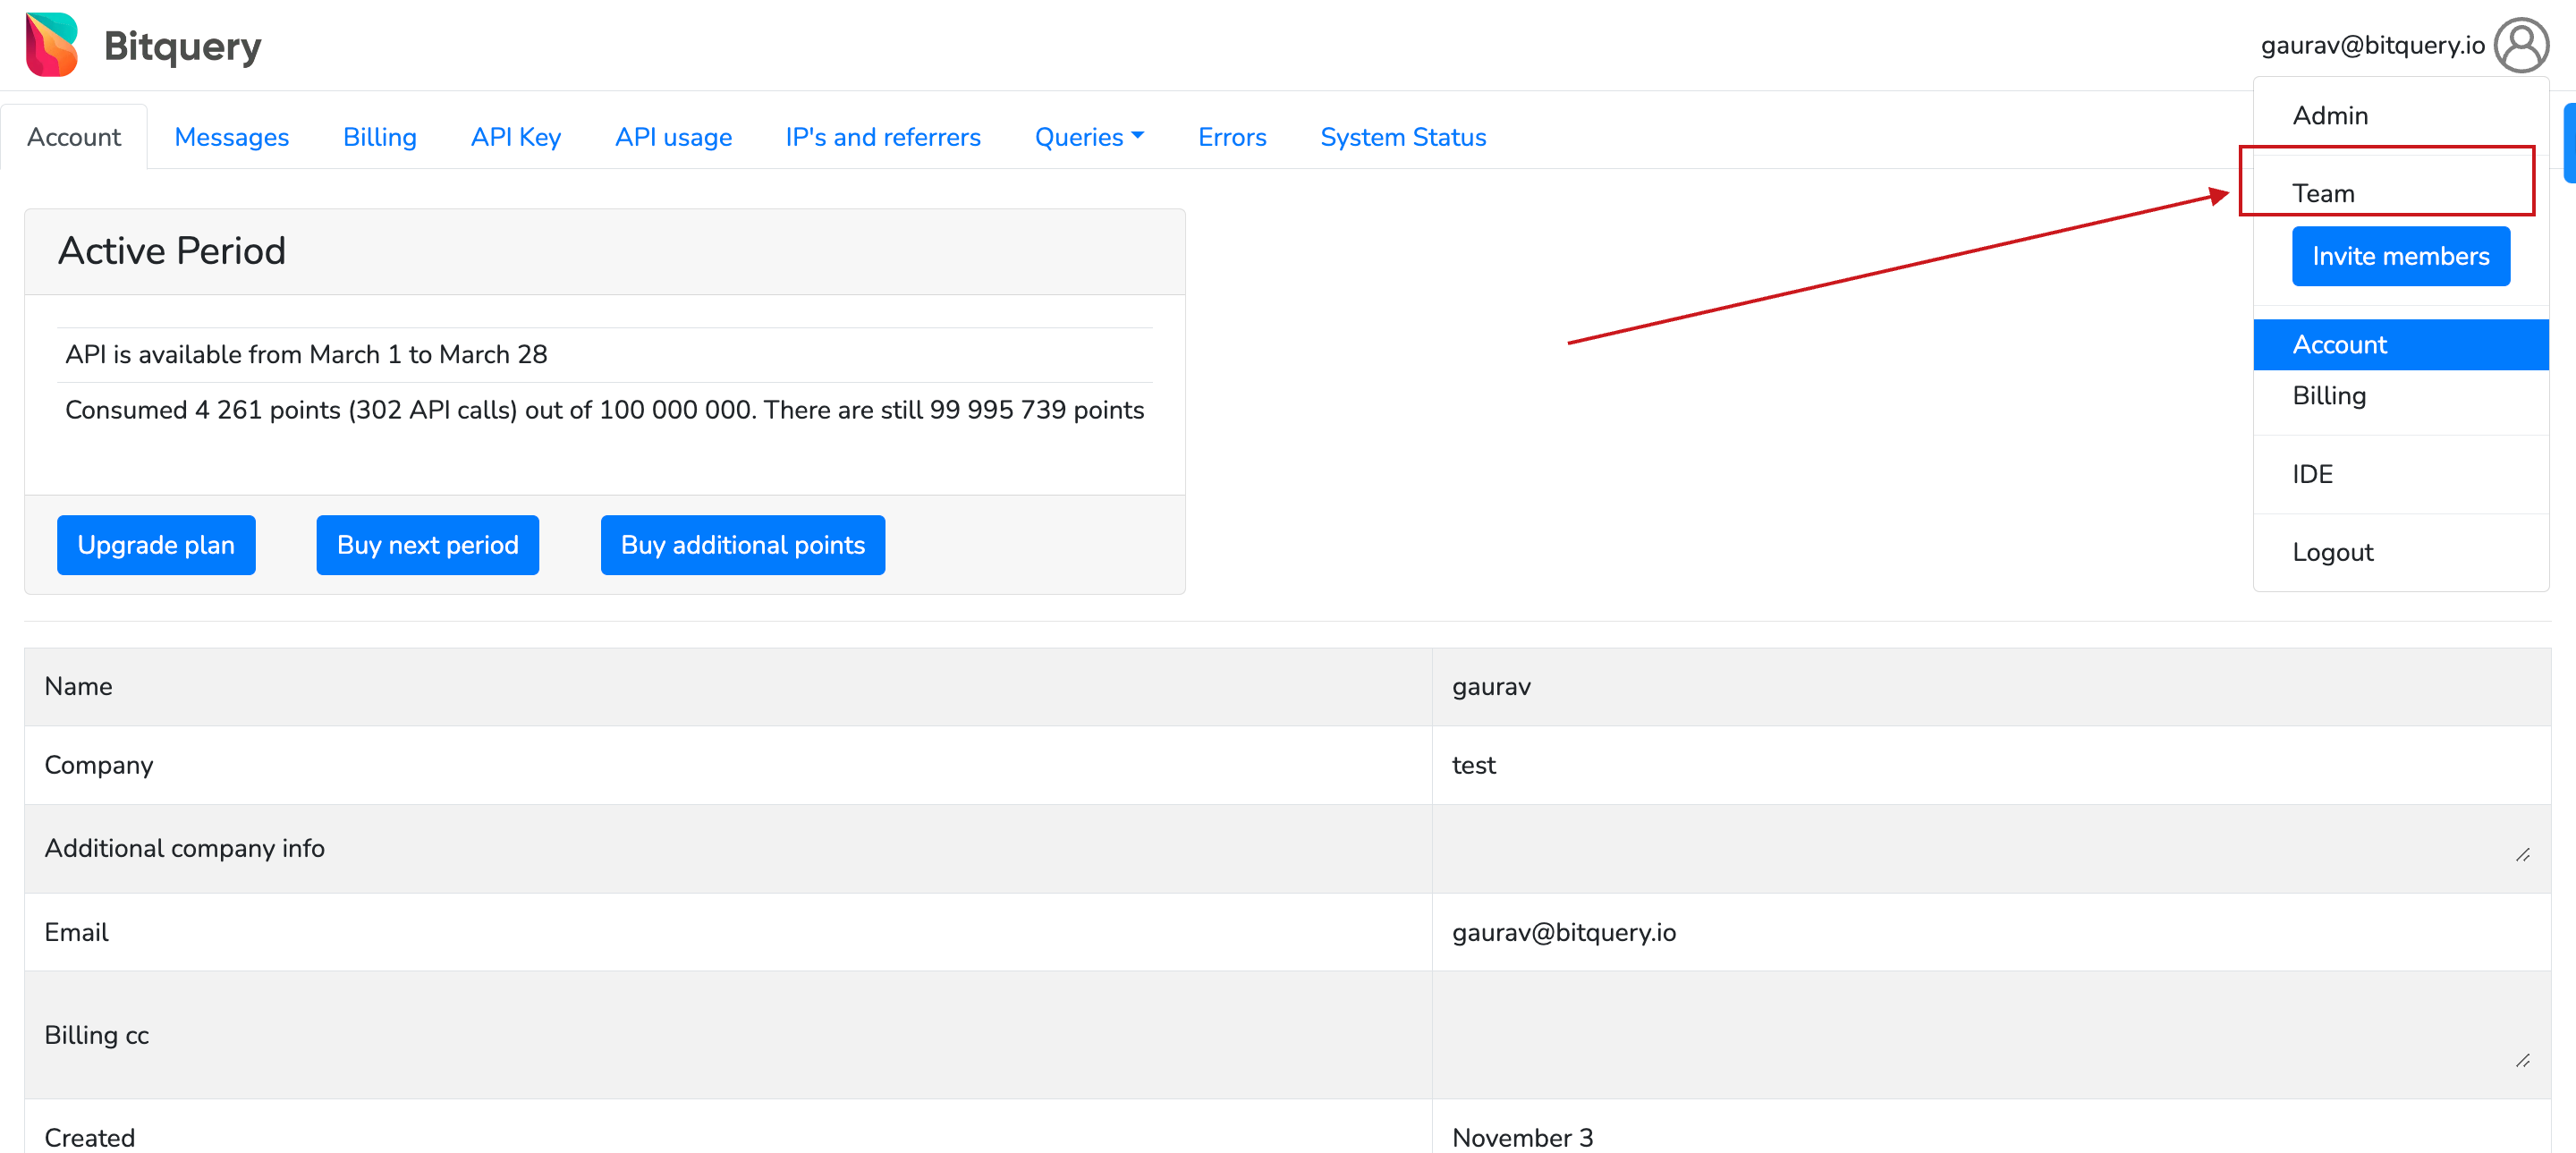 Bitquery
gaurav@bitquery.io
Account Messages Billing API Key API usage IP's and referrers Queries Errors System Status
Admin
Team
Invite members
Account
Billing
IDE
Logout
Active Period
API is available from March 1 to March 28
Consumed 4 261 points (302 API calls) out of 100 000 000. There are still 99 995 739 points
Upgrade plan Buy next period Buy additional points
Name gaurav
Company test
Additional company info
Email gaurav@bitquery.io
Billing cc
Created November 3